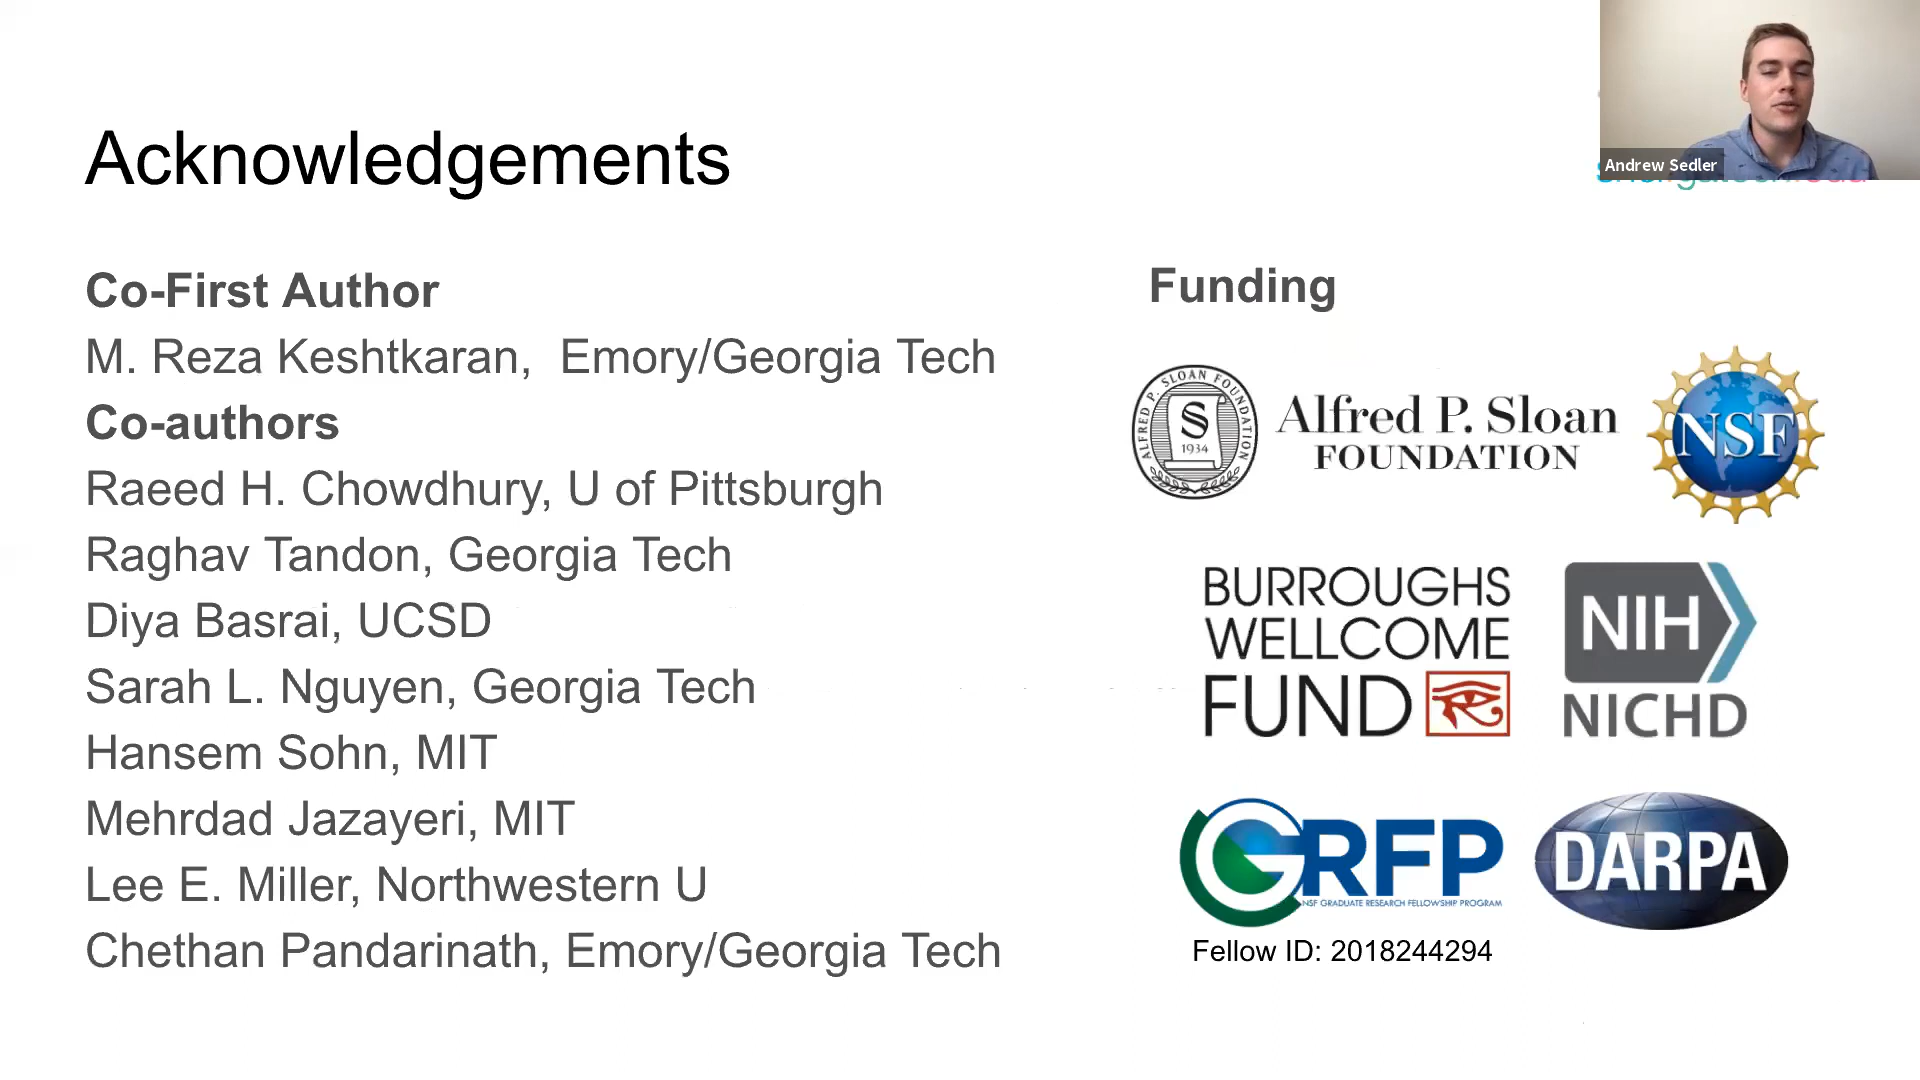 Andrew Sedler
Acknowledgements
Co-First Author
M. Reza Keshtkaran, Emory/Georgia Tech
Co-authors
Raeed H. Chowdhury, U of Pittsburgh
Raghav Tandon, Georgia Tech
Diya Basrai, UCSD
Sarah L. Nguyen, Georgia Tech
Hansem Sohn, MIT
Mehrdad Jazayeri, MIT
Lee E. Miller, Northwestern U
Chethan Pandarinath, Emory/Georgia Tech
Funding
ALFRED P. SLOAN FOUNDATION
S
1934
Alfred P. Sloan
FOUNDATION
NSF
BURROUGHS
WELLCOME
FUND
NIH
NICHD
GRFP
NSF GRADUATE RESEARCH FELLOWSHIP PROGRAM
DARPA
Fellow ID: 2018244294